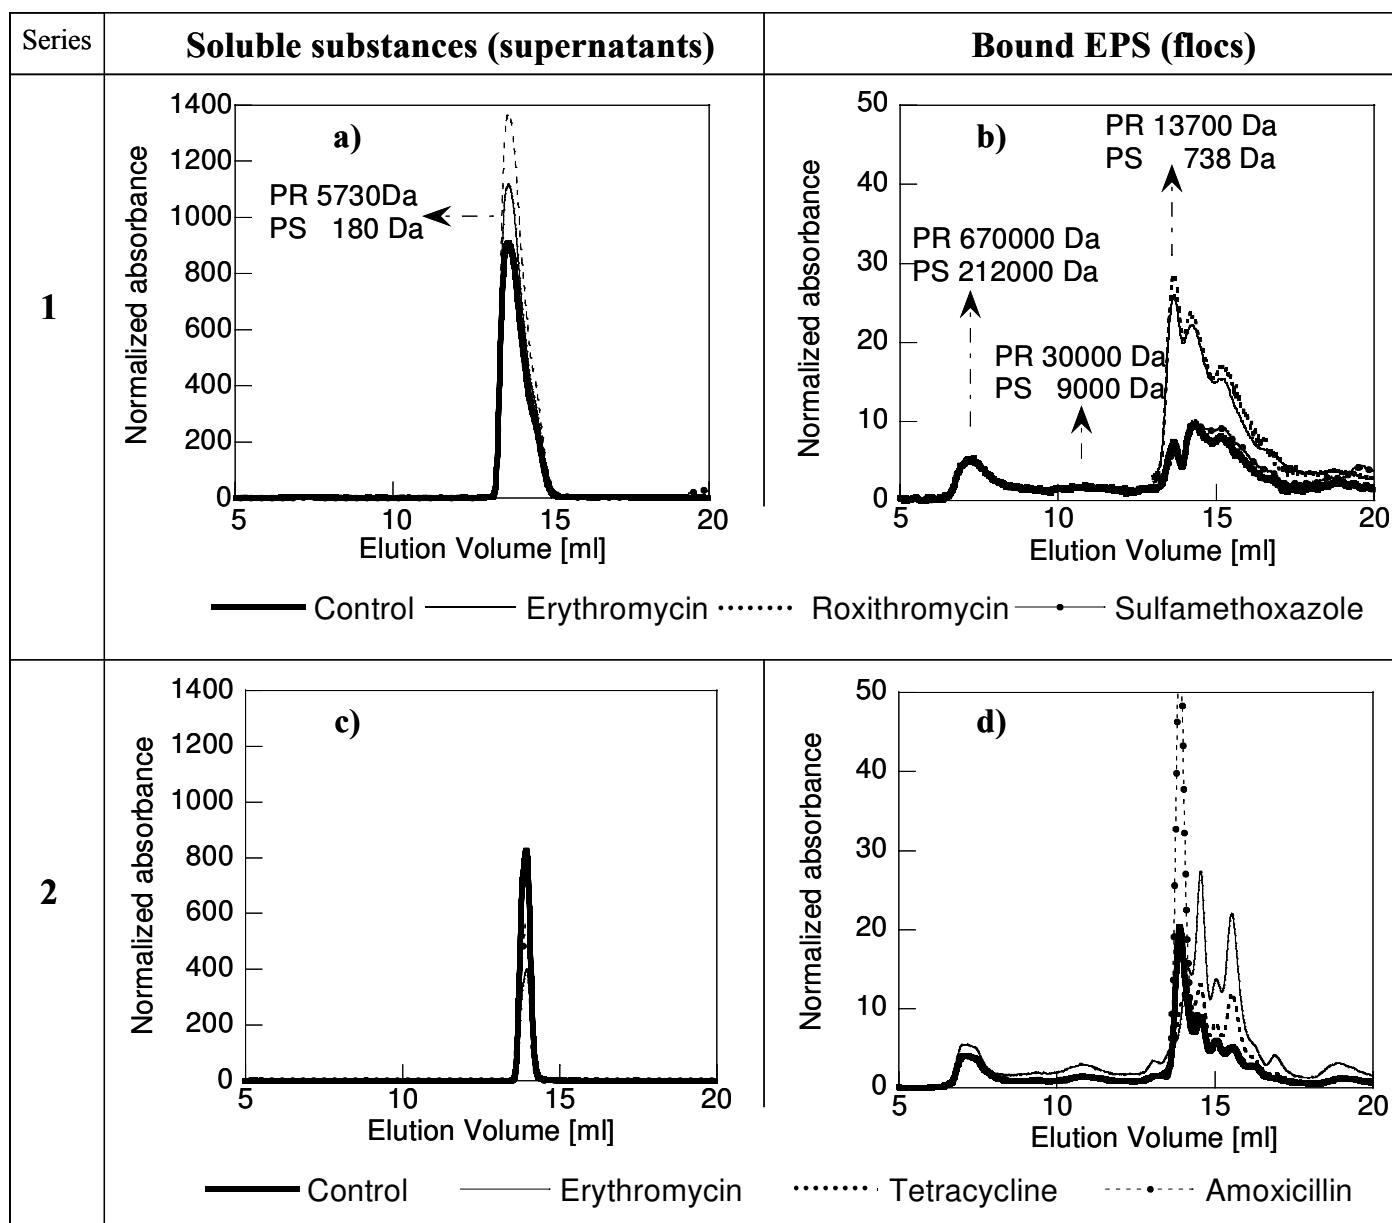 Series
Soluble substances (supernatants)
Bound EPS (flocs)
1
a)
Normalized absorbance
1400
1200
1000
800
600
400
200
0
PR 5730Da
PS 180 Da
5 10 15 20
Elution Volume [ml]
b)
Normalized absorbance
50
40
30
20
10
0
PR 13700 Da
PS 738 Da
PR 670000 Da
PS 212000 Da
PR 30000 Da
PS 9000 Da
5 10 15 20
Elution Volume [ml]
Control Erythromycin Roxithromycin Sulfamethoxazole
2
c)
Normalized absorbance
1400
1200
1000
800
600
400
200
0
5 10 15 20
Elution Volume [ml]
d)
Normalized absorbance
50
40
30
20
10
0
5 10 15 20
Elution Volume [ml]
Control Erythromycin Tetracycline Amoxicillin